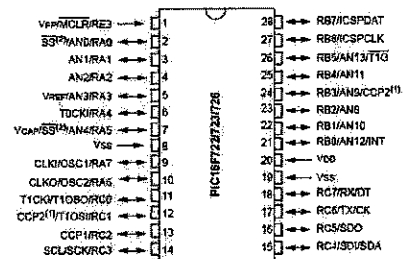 VPP/MCLR/RE3 1
SS(2)/AN0/RA0 2
AN1/RA1 3
AN2/RA2 4
VREF/AN3/RA3 5
T0CKI/RA4 6
VCAP/SS(2)/AN4/RA5 7
VSS 8
CLKI/OSC1/RA7 9
CLKO/OSC2/RA6 10
T1CKI/T1OSO/RC0 11
CCP2(1)/T1OSI/RC1 12
CCP1/RC2 13
SCL/SCK/RC3 14
PIC16F722/723/726
28 RB7/ICSPDAT
27 RB6/ICSPCLK
26 RB5/AN13/T1G
25 RB4/AN11
24 RB3/AN9/CCP2(1)
23 RB2/AN8
22 RB1/AN10
21 RB0/AN12/INT
20 VDD
19 VSS
18 RC7/RX/DT
17 RC6/TX/CK
16 RC5/SDO
15 RC4/SDI/SDA